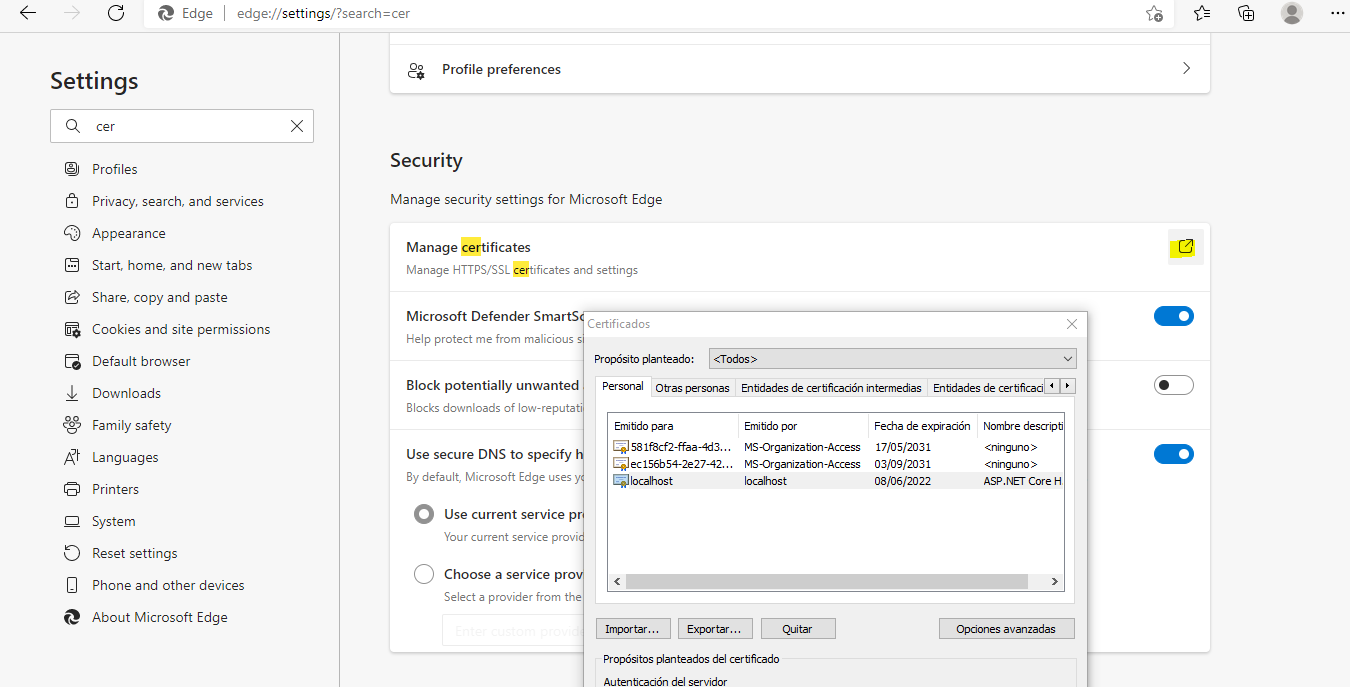 Edge edge://settings/?search=cer
Settings
cer
Profiles
Privacy, search, and services
Appearance
Start, home, and new tabs
Share, copy and paste
Cookies and site permissions
Default browser
Downloads
Family safety
Languages
Printers
System
Reset settings
Phone and other devices
About Microsoft Edge
Profile preferences
Security
Manage security settings for Microsoft Edge
Manage certificates
Manage HTTPS/SSL certificates and settings
Microsoft Defender SmartSc
Help protect me from malicious si
Block potentially unwanted
Blocks downloads of low-reputati
Use secure DNS to specify h
By default, Microsoft Edge uses yo
Use current service pr
Your current service provid
Choose a service prov
Select a provider from the
Enter custom provide
Certificados
Propósito planteado: <Todos>
Personal Otras personas Entidades de certificación intermedias Entidades de certificaci
Emitido para Emitido por Fecha de expiración Nombre descripti
581f8cf2-ffaa-4d3... MS-Organization-Access 17/05/2031 <ninguno>
ec156b54-2e27-42... MS-Organization-Access 03/09/2031 <ninguno>
localhost localhost 08/06/2022 ASP.NET Core H
Importar... Exportar... Quitar Opciones avanzadas
Propósitos planteados del certificado
Autenticación del servidor